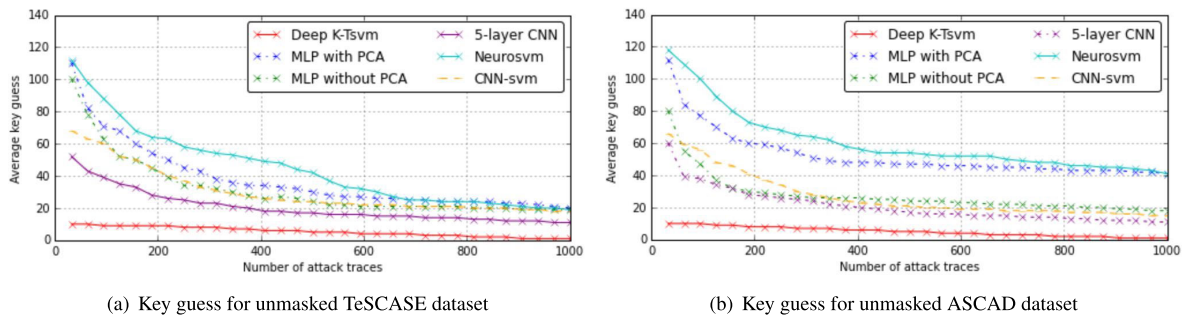 140
120
100
80
60
40
20
0
Average key guess
Deep K-Tsvm
MLP with PCA
MLP without PCA
5-layer CNN
Neurosvm
CNN-svm
0 200 400 600 800 1000
Number of attack traces
(a) Key guess for unmasked TeSCASE dataset
140
120
100
80
60
40
20
0
Average key guess
Deep K-Tsvm
MLP with PCA
MLP without PCA
5-layer CNN
Neurosvm
CNN-svm
0 200 400 600 800 1000
Number of attack traces
(b) Key guess for unmasked ASCAD dataset